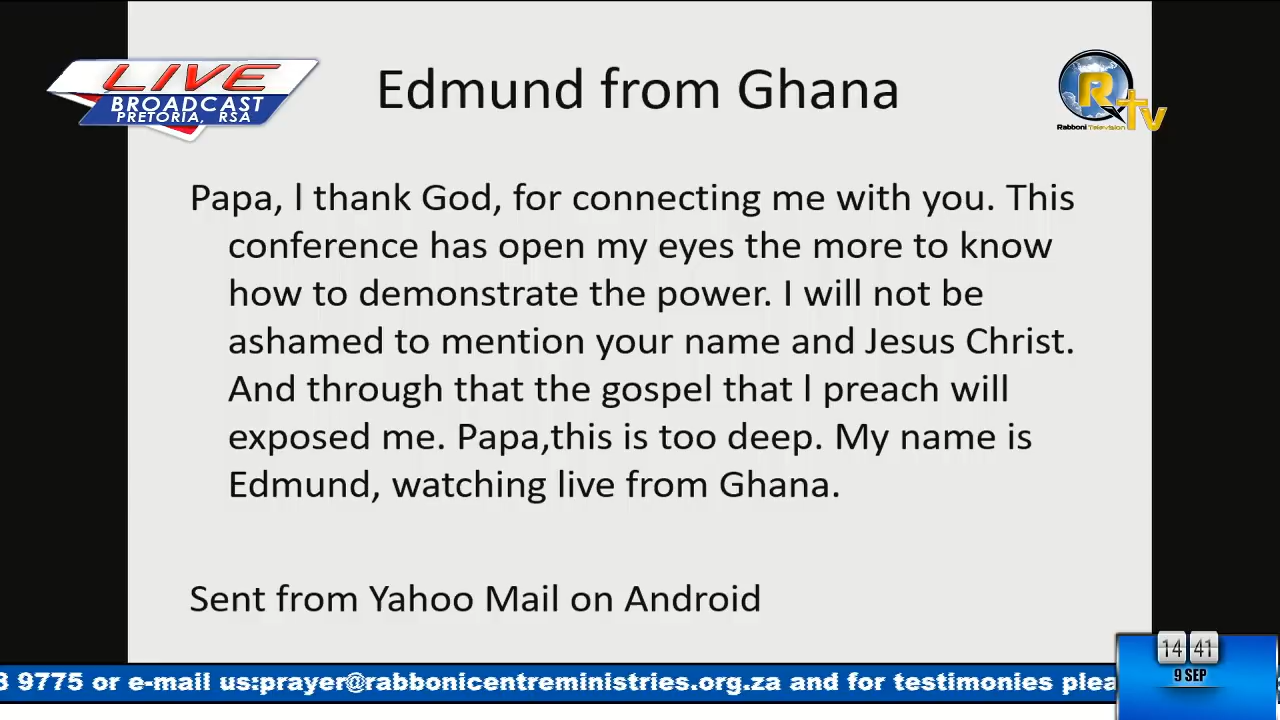 LIVE
BROADCAST
PRETORIA, RSA
Edmund from Ghana
R
TV
Rabboni Television
Papa, l thank God, for connecting me with you. This
conference has open my eyes the more to know
how to demonstrate the power. I will not be
ashamed to mention your name and Jesus Christ.
And through that the gospel that l preach will
exposed me. Papa,this is too deep. My name is
Edmund, watching live from Ghana.
Sent from Yahoo Mail on Android
14 41
9 SEP
9775 or e-mail us:prayer@rabbonicentreministries.org.za and for testimonies plea